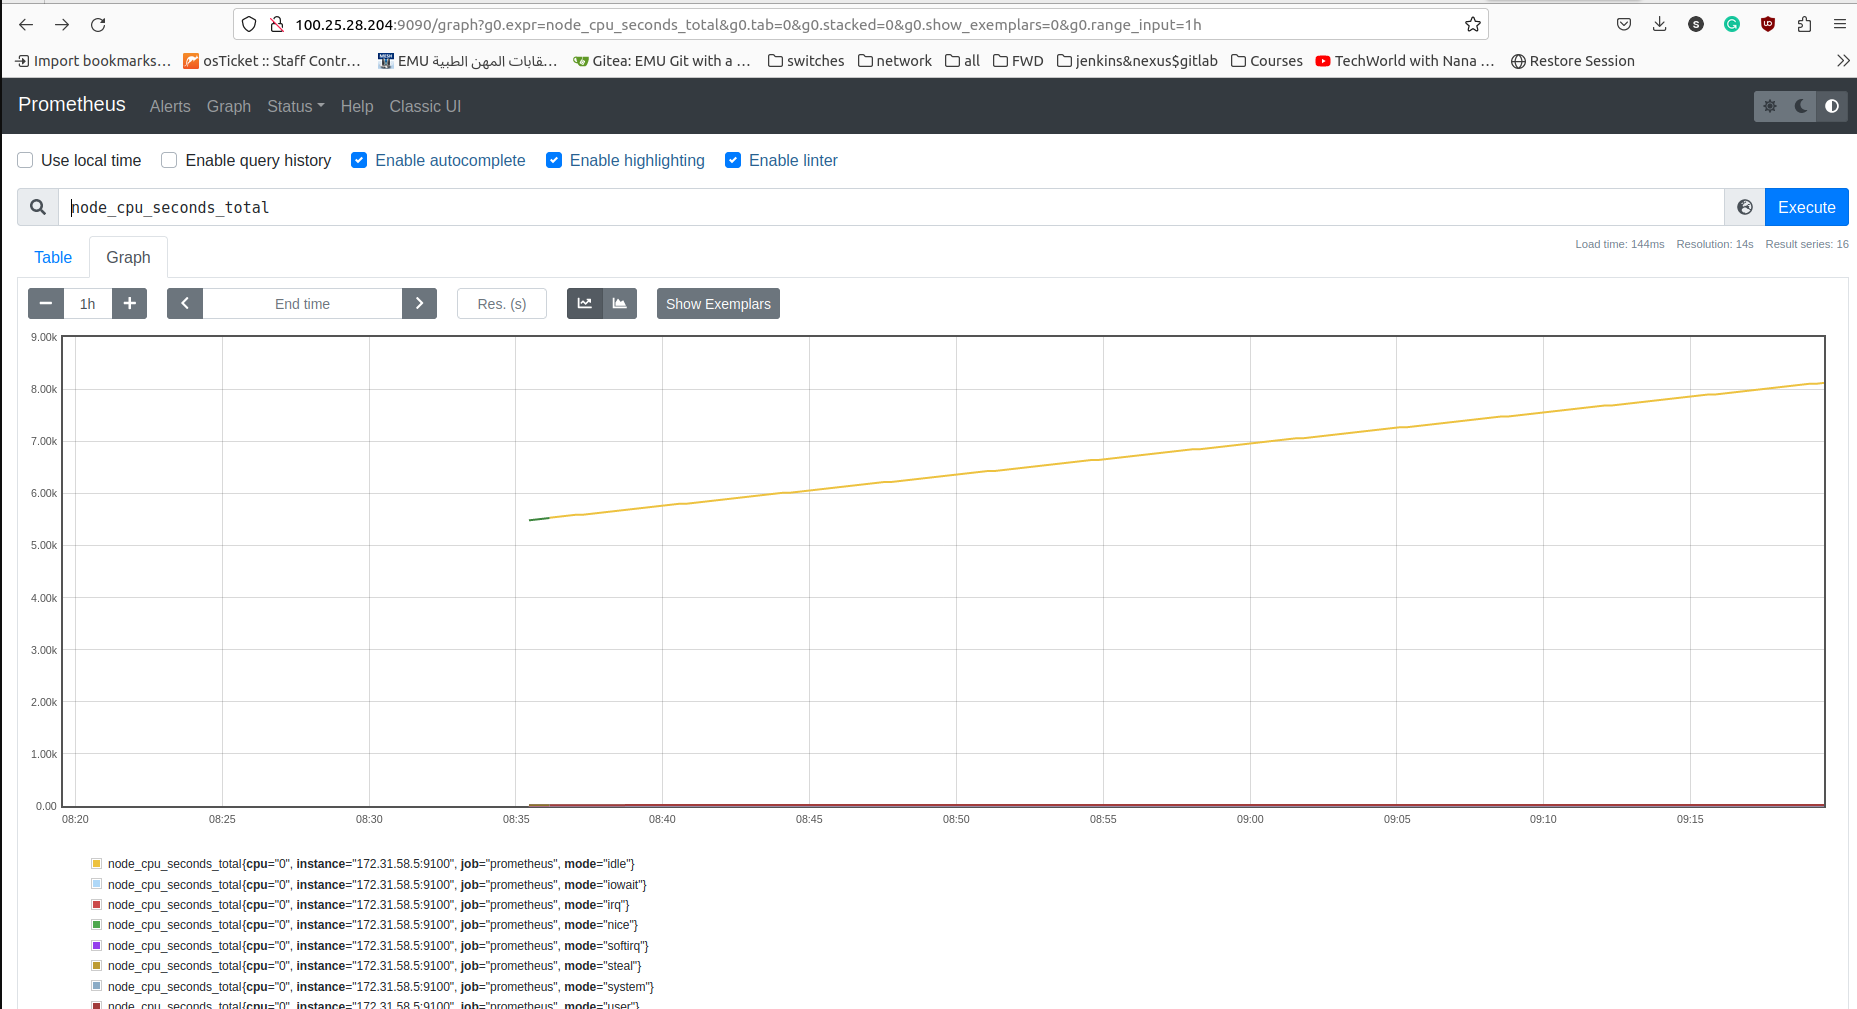 100.25.28.204:9090/graph?g0.expr=node_cpu_seconds_total&g0.tab=0&g0.stacked=0&g0.show_exemplars=0&g0.range_input=1h
Import bookmarks... osTicket :: Staff Contr... EMU نقابات المهن الطبية... Gitea: EMU Git with a ... switches network all FWD jenkins&nexus$gitlab Courses TechWorld with Nana ... Restore Session
Prometheus Alerts Graph Status Help Classic UI
Use local time Enable query history Enable autocomplete Enable highlighting Enable linter
node_cpu_seconds_total Execute
Table Graph Load time: 144ms Resolution: 14s Result series: 16
1h End time Res. (s) Show Exemplars
9.00k
8.00k
7.00k
6.00k
5.00k
4.00k
3.00k
2.00k
1.00k
0.00
08:20 08:25 08:30 08:35 08:40 08:45 08:50 08:55 09:00 09:05 09:10 09:15
node_cpu_seconds_total{cpu="0", instance="172.31.58.5:9100", job="prometheus", mode="idle"}
node_cpu_seconds_total{cpu="0", instance="172.31.58.5:9100", job="prometheus", mode="iowait"}
node_cpu_seconds_total{cpu="0", instance="172.31.58.5:9100", job="prometheus", mode="irq"}
node_cpu_seconds_total{cpu="0", instance="172.31.58.5:9100", job="prometheus", mode="nice"}
node_cpu_seconds_total{cpu="0", instance="172.31.58.5:9100", job="prometheus", mode="softirq"}
node_cpu_seconds_total{cpu="0", instance="172.31.58.5:9100", job="prometheus", mode="steal"}
node_cpu_seconds_total{cpu="0", instance="172.31.58.5:9100", job="prometheus", mode="system"}
node_cpu_seconds_total{cpu="0", instance="172.31.58.5:9100", job="prometheus", mode="user"}